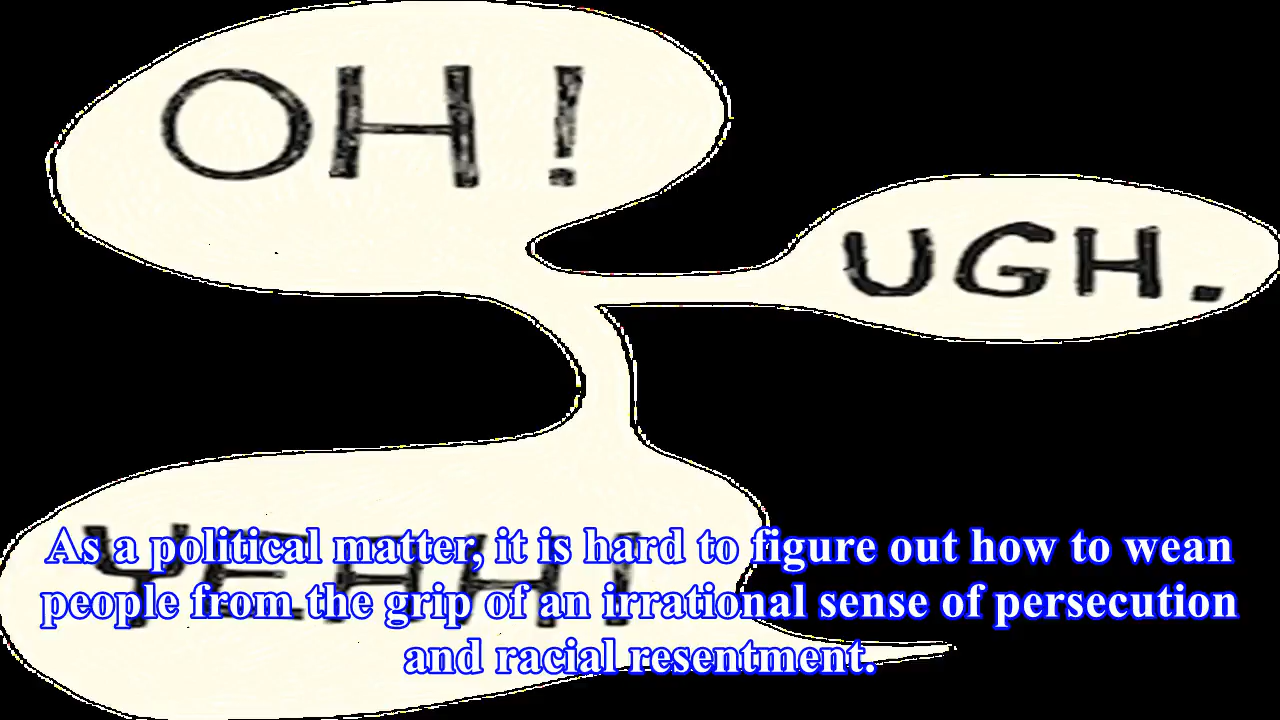 OH!
UGH.
YEAH!
As a political matter, it is hard to figure out how to wean
people from the grip of an irrational sense of persecution
and racial resentment.